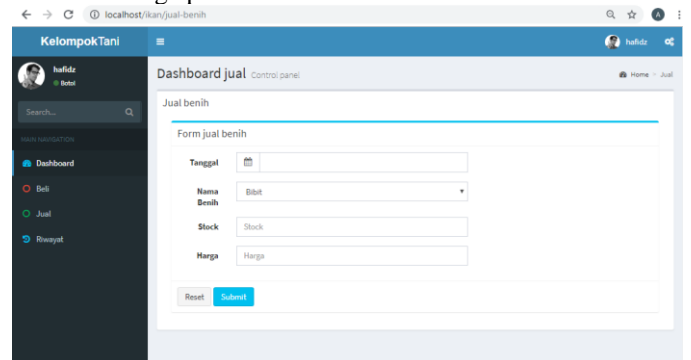 localhost/ikan/jual-benih
A
KelompokTani
hafidz
hafidz
Botoi
Dashboard jual Control panel
Home > Jual
Search...
MAIN NAVIGATION
Dashboard
Beli
Jual
Riwayat
Jual benih
Form jual benih
Tanggal
Nama Benih
Bibit
Stock
Stock
Harga
Harga
Reset
Submit